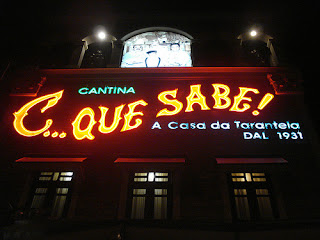 CANTINA
C... QUE SABE!
A Casa da Tarantela
DAL 1931